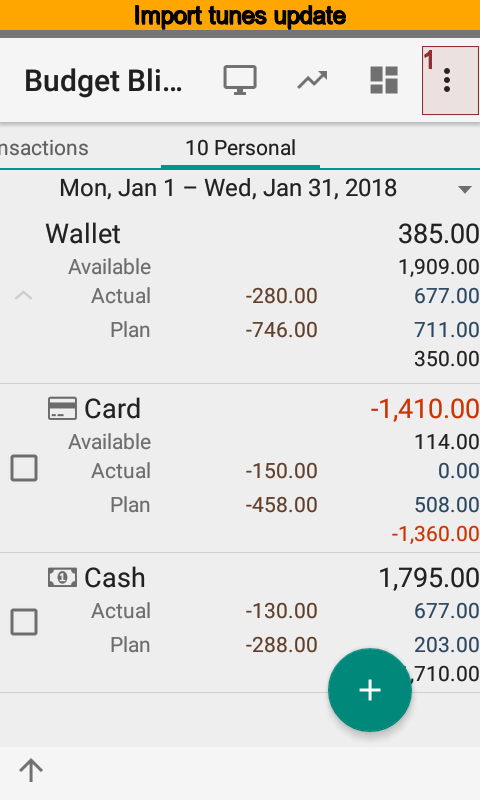 Import tunes update
Budget Bli...
1
nsactions
10 Personal
Mon, Jan 1 – Wed, Jan 31, 2018
Wallet 385.00
Available 1,909.00
Actual -280.00 677.00
Plan -746.00 711.00
350.00
Card -1,410.00
Available 114.00
Actual -150.00 0.00
Plan -458.00 508.00
-1,360.00
Cash 1,795.00
Actual -130.00 677.00
Plan -288.00 203.00
,710.00